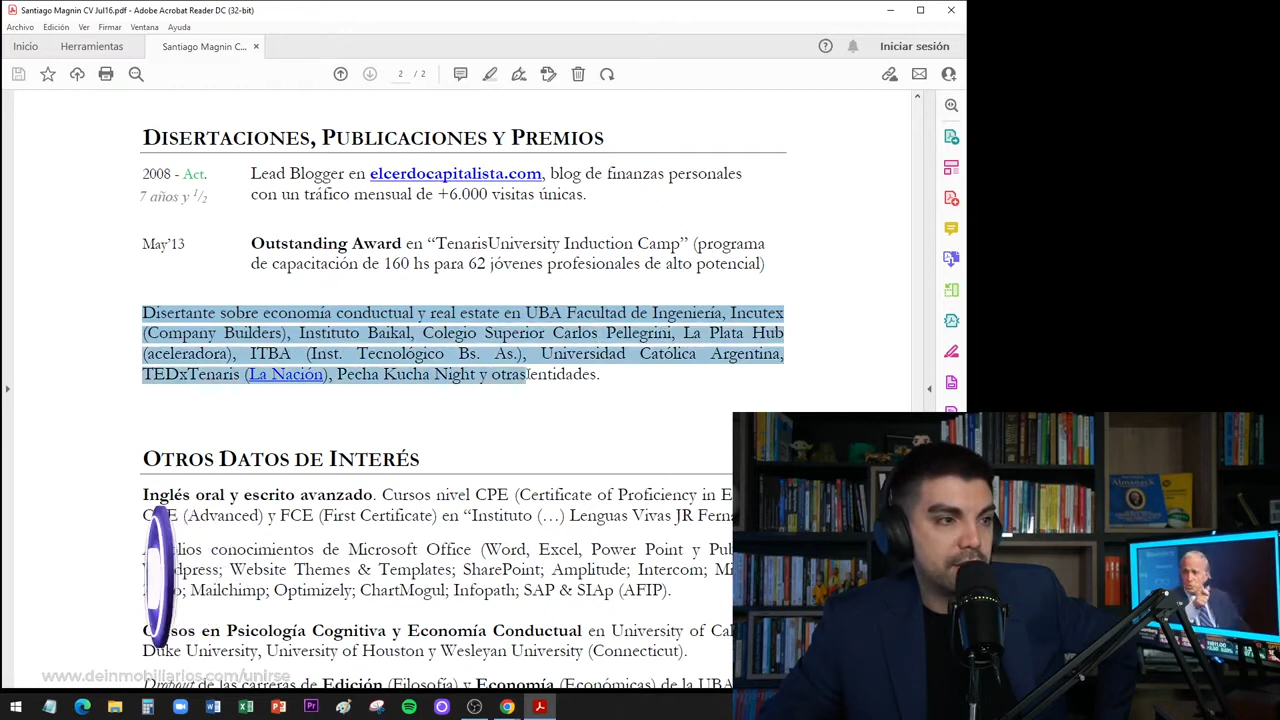 Santiago Magnin CV Jul16.pdf - Adobe Acrobat Reader DC (32-bit)
Archivo Edición Ver Firmar Ventana Ayuda
Inicio Herramientas Santiago Magnin C... Iniciar sesión
2 / 2
DISERTACIONES, PUBLICACIONES Y PREMIOS
2008 - Act. Lead Blogger en elcerdocapitalista.com, blog de finanzas personales
7 años y 1/2 con un tráfico mensual de +6.000 visitas únicas.
May'13 Outstanding Award en “TenarisUniversity Induction Camp” (programa
de capacitación de 160 hs para 62 jóvenes profesionales de alto potencial)
Disertante sobre economía conductual y real estate en UBA Facultad de Ingeniería, Incutex
(Company Builders), Instituto Baikal, Colegio Superior Carlos Pellegrini, La Plata Hub
(aceleradora), ITBA (Inst. Tecnológico Bs. As.), Universidad Católica Argentina,
TEDxTenaris (La Nación), Pecha Kucha Night y otras entidades.
OTROS DATOS DE INTERÉS
Inglés oral y escrito avanzado. Cursos nivel CPE (Certificate of Proficiency in E
(Advanced) y FCE (First Certificate) en “Instituto (…) Lenguas Vivas JR Fern
conocimientos de Microsoft Office (Word, Excel, Power Point y Pu
Website Themes & Templates; SharePoint; Amplitude; Intercom;
Mailchimp; Optimizely; ChartMogul; Infopath; SAP & SIAp (AFIP).
Cursos en Psicología Cognitiva y Economía Conductual en University of Ca
Duke University, University of Houston y Wesleyan University (Connecticut).
www.deinmobiliarios.com/unirse
de las carreras de Edición (Filosofía) y Economía (Económicas) de la UBA